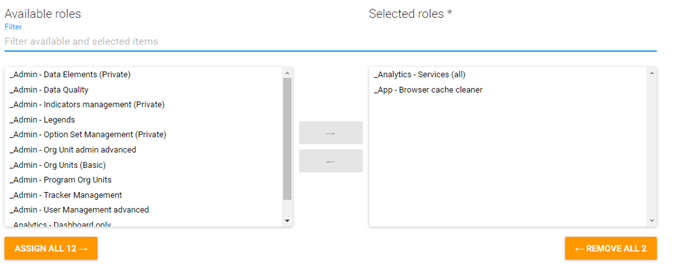 Available roles
Selected roles *
Filter
Filter available and selected items
_Admin - Data Elements (Private)
_Admin - Data Quality
_Admin - Indicators management (Private)
_Admin - Legends
_Admin - Option Set Management (Private)
_Admin - Org Unit admin advanced
_Admin - Org Units (Basic)
_Admin - Program Org Units
_Admin - Tracker Management
_Admin - User Management advanced
_Analytics - Dashboard only
→
←
_Analytics - Services (all)
_App - Browser cache cleaner
ASSIGN ALL 12 →
← REMOVE ALL 2